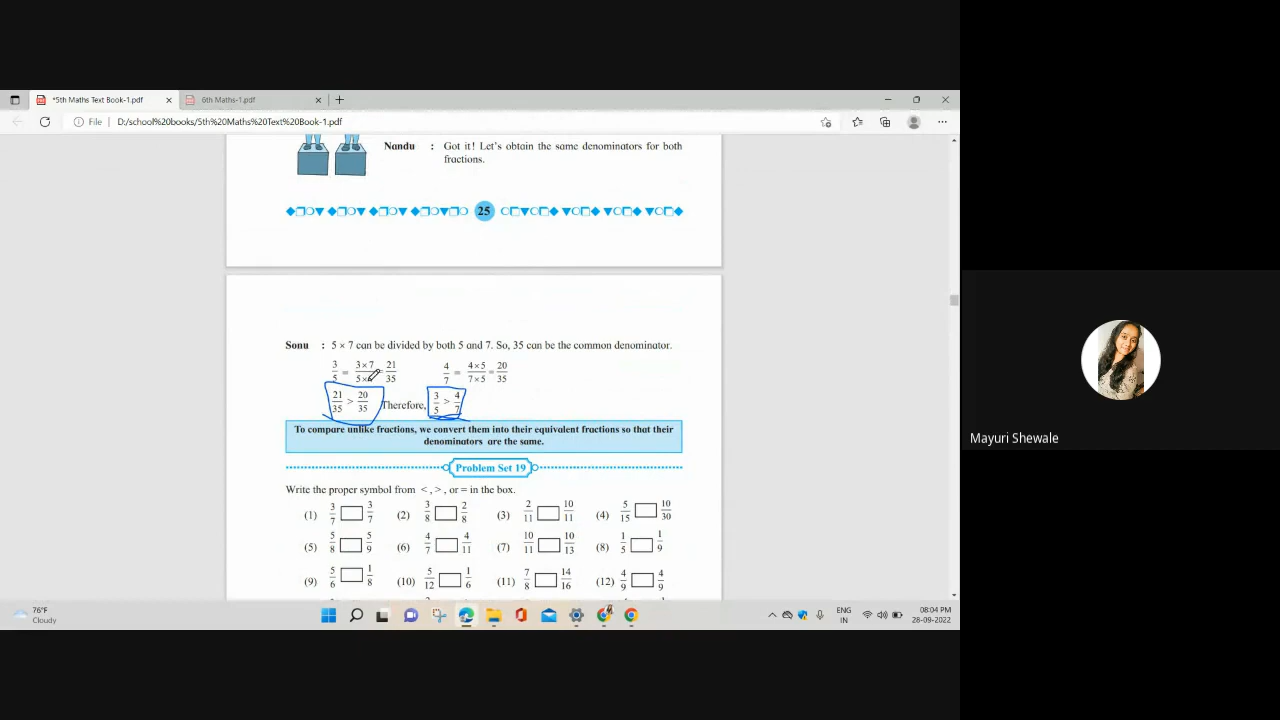 *5th Maths Text Book-1.pdf
6th Maths-1.pdf
File D:/school%20books/5th%20Maths%20Text%20Book-1.pdf
Nandu : Got it! Let's obtain the same denominators for both
fractions.
25
Sonu : 5 × 7 can be divided by both 5 and 7. So, 35 can be the common denominator.
3/5 = 3×7/5× = 21/35 4/7 = 4×5/7×5 = 20/35
21/35 > 20/35 Therefore, 3/5 > 4/7
To compare unlike fractions, we convert them into their equivalent fractions so that their
denominators are the same.
Problem Set 19
Write the proper symbol from < , > , or = in the box.
(1) 3/7 □ 3/7 (2) 3/8 □ 2/8 (3) 2/11 □ 10/11 (4) 5/15 □ 10/30
(5) 5/8 □ 5/9 (6) 4/7 □ 4/11 (7) 10/11 □ 10/13 (8) 1/5 □ 1/9
(9) 5/6 □ 1/8 (10) 5/12 □ 1/6 (11) 7/8 □ 14/16 (12) 4/9 □ 4/9
Mayuri Shewale
76°F
Cloudy
ENG
IN
08:04 PM
28-09-2022